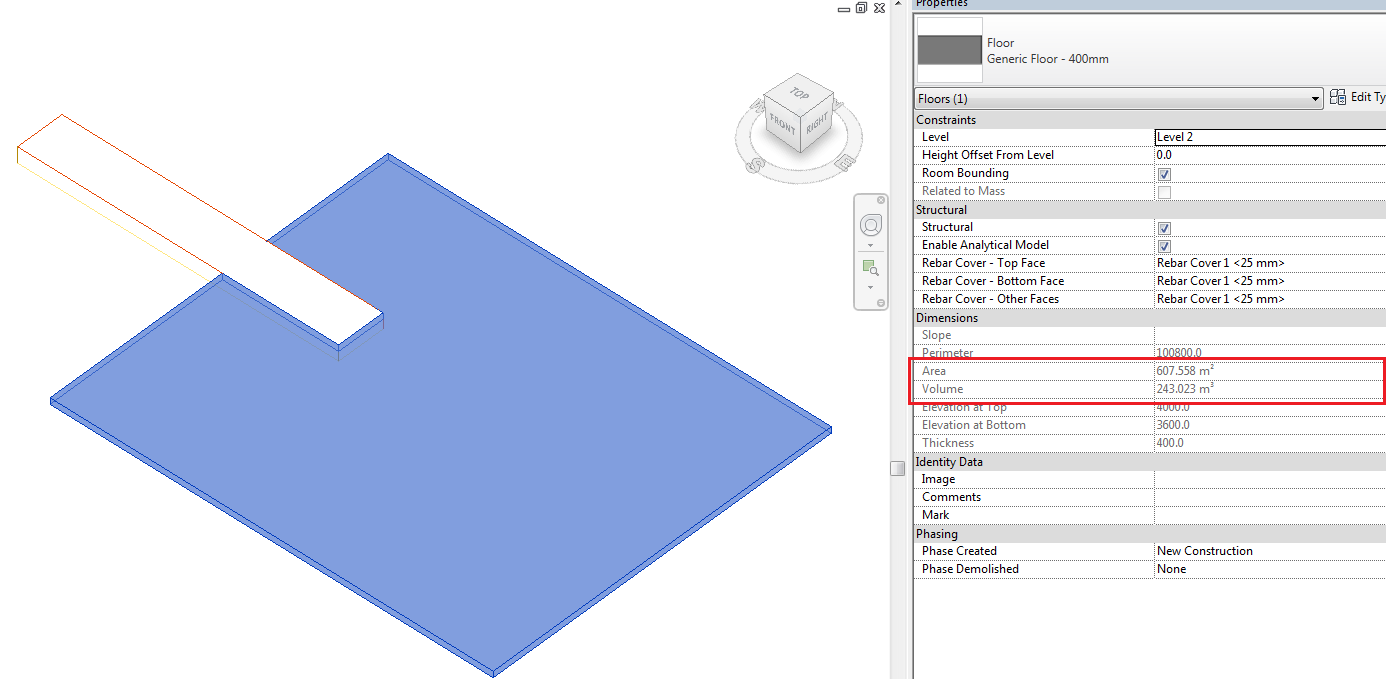 Properties
Floor
Generic Floor - 400mm
Floors (1)
Edit Ty
Constraints
Level Level 2
Height Offset From Level 0.0
Room Bounding
Related to Mass
Structural
Structural
Enable Analytical Model
Rebar Cover - Top Face Rebar Cover 1 <25 mm>
Rebar Cover - Bottom Face Rebar Cover 1 <25 mm>
Rebar Cover - Other Faces Rebar Cover 1 <25 mm>
Dimensions
Slope
Perimeter 100800.0
Area 607.558 m²
Volume 243.023 m³
Elevation at Top 4000.0
Elevation at Bottom 3600.0
Thickness 400.0
Identity Data
Image
Comments
Mark
Phasing
Phase Created New Construction
Phase Demolished None
TOP
FRONT
RIGHT
W
S
E